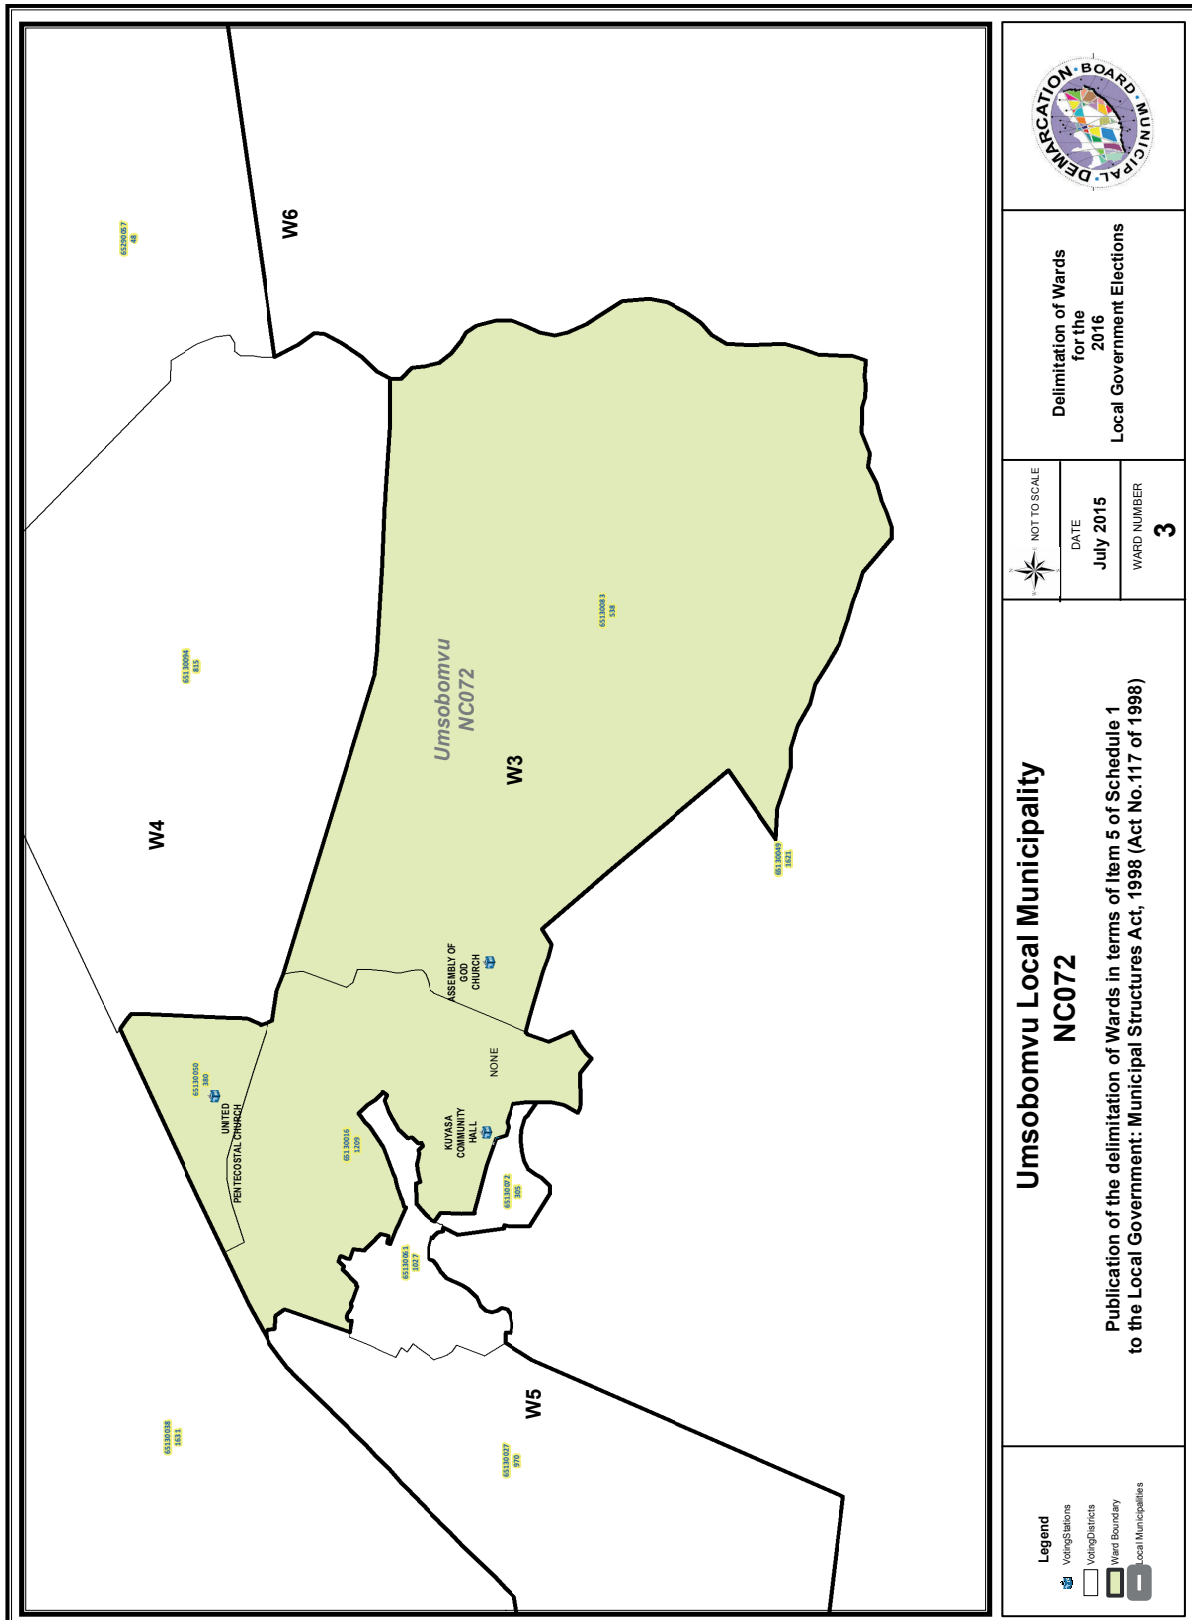 65290057
48
W6
65130094
815
W4
Umsobomvu
NC072
65130083
538
W3
65130049
1621
ASSEMBLY OF
GOD
CHURCH
NONE
65130050
380
UNITED
PENTECOSTAL CHURCH
65130016
1209
KUYASA
COMMUNITY
HALL
65130072
305
65130061
1027
65130038
1631
W5
65130027
970
Legend
VotingStations
VotingDistricts
Ward Boundary
Local Municipalities
Umsobomvu Local Municipality
NC072
Publication of the delimitation of Wards in terms of Item 5 of Schedule 1
to the Local Government: Municipal Structures Act, 1998 (Act No.117 of 1998)
N
W
E
S
NOT TO SCALE
DATE
July 2015
WARD NUMBER
3
Delimitation of Wards
for the
2016
Local Government Elections
MUNICIPAL · DEMARCATION · BOARD ·